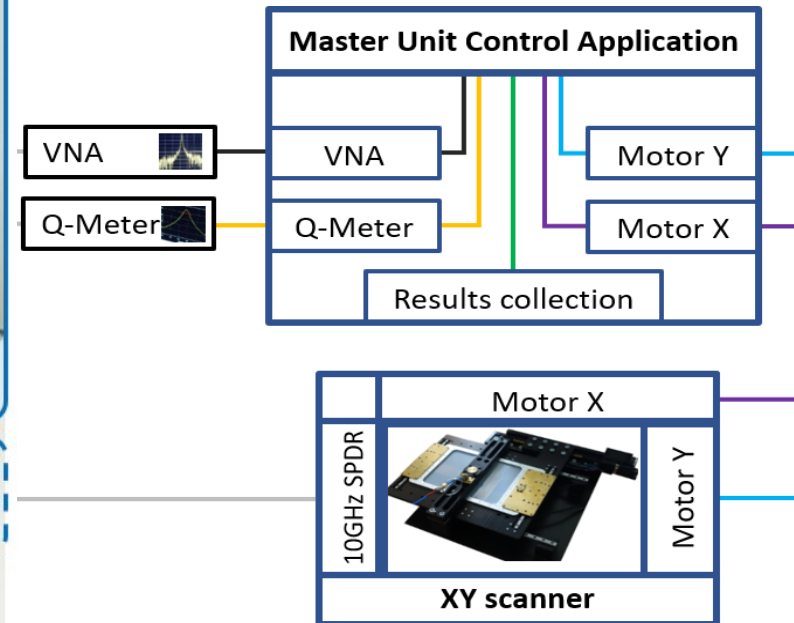 Master Unit Control Application
VNA
VNA
Motor Y
Q-Meter
Q-Meter
Motor X
Results collection
Motor X
10GHz SPDR
Motor Y
XY scanner